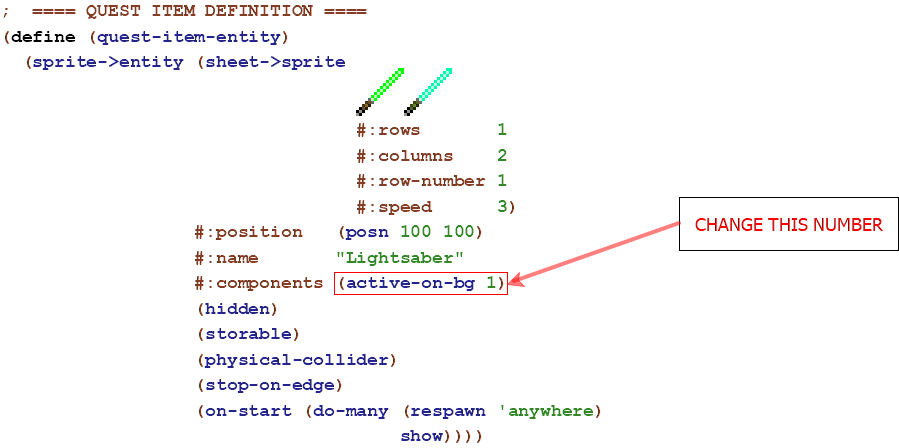 ;  ==== QUEST ITEM DEFINITION ====
(define (quest-item-entity)
(sprite->entity (sheet->sprite
#:rows 1
#:columns 2
#:row-number 1
#:speed 3)
#:position (posn 100 100)
#:name "Lightsaber"
#:components (active-on-bg 1)
(hidden)
(storable)
(physical-collider)
(stop-on-edge)
(on-start (do-many (respawn 'anywhere)
show))))
CHANGE THIS NUMBER